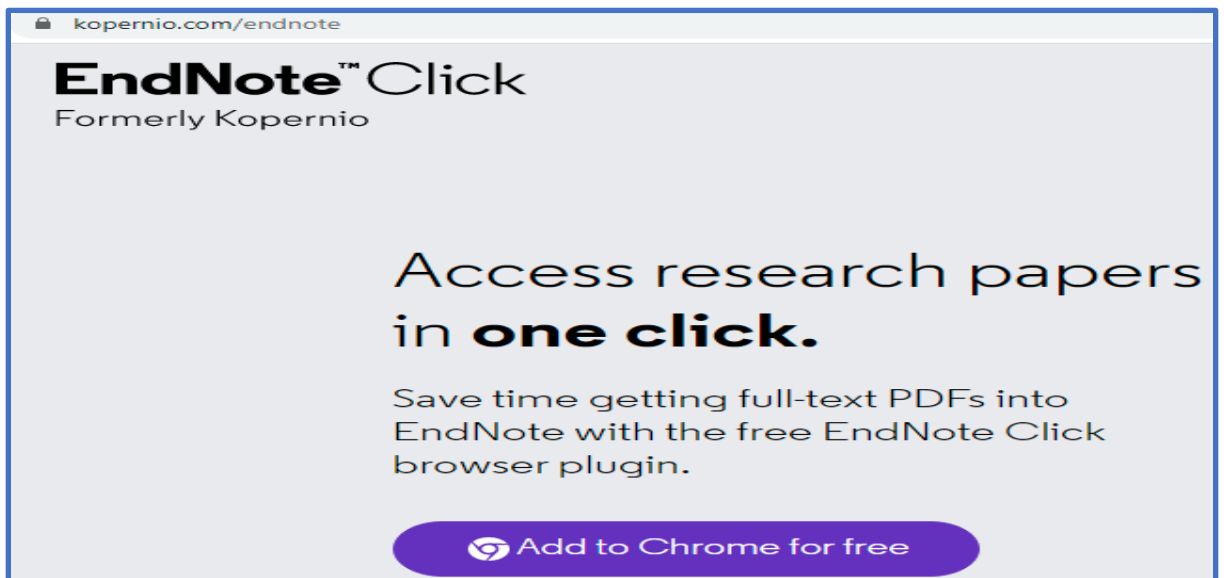 kopernio.com/endnote
EndNote™ Click
Formerly Kopernio
Access research papers
in one click.
Save time getting full-text PDFs into
EndNote with the free EndNote Click
browser plugin.
Add to Chrome for free